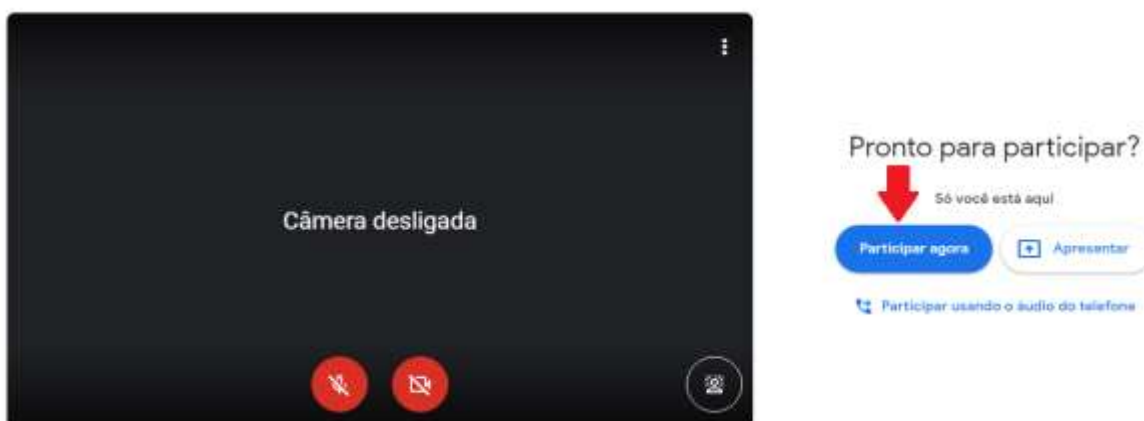 Câmera desligada
Pronto para participar?
Só você está aqui
Participar agora
Apresentar
Participar usando o áudio do telefone